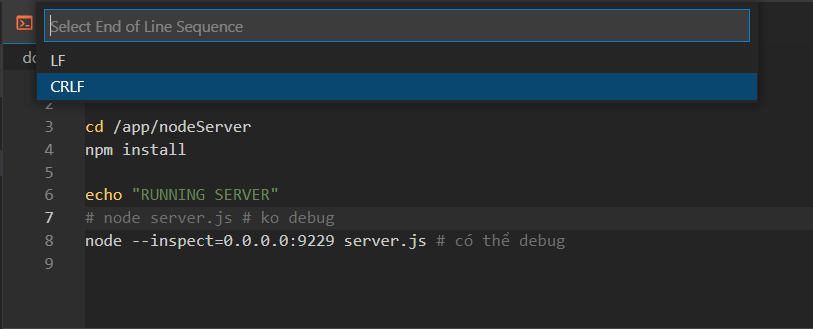 Select End of Line Sequence
LF
CRLF
2
3 cd /app/nodeServer
4 npm install
5
6 echo "RUNNING SERVER"
7 # node server.js # ko debug
8 node --inspect=0.0.0.0:9229 server.js # có thể debug
9